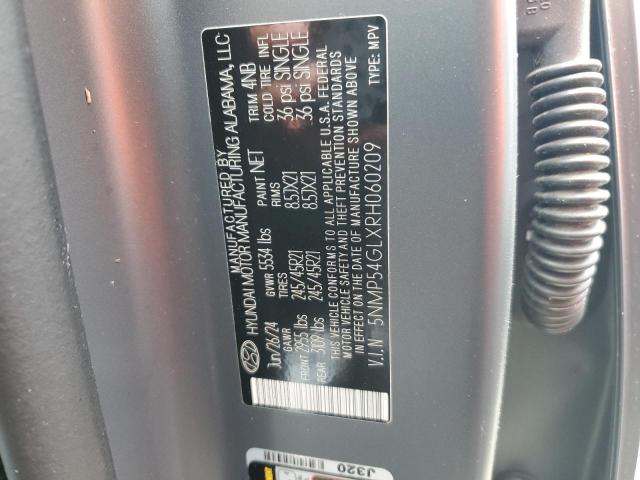 MANUFACTURED BY
HYUNDAI MOTOR MANUFACTURING ALABAMA, LLC
Jun/26/24 GVWR 5534 lbs PAINT NET TRIM 4NB
GAWR TIRES RIMS COLD TIRE INFL
FRONT 2955 lbs 245/45R21 8.5JX21 36 psi SINGLE
REAR 3109 lbs 245/45R21 8.5JX21 36 psi SINGLE
THIS VEHICLE CONFORMS TO ALL APPLICABLE U.S.A. FEDERAL
MOTOR VEHICLE SAFETY AND THEFT PREVENTION STANDARDS
IN EFFECT ON THE DATE OF MANUFACTURE SHOWN ABOVE
V.I.N 5NMP54GLXRH060209 TYPE: MPV
J320